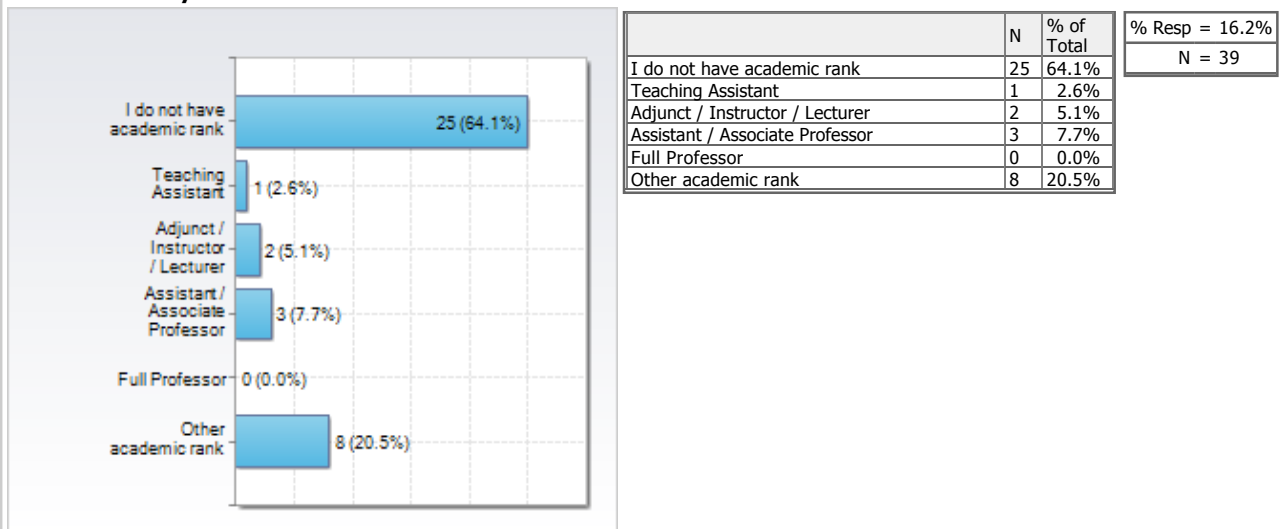 I do not have
academic rank
25 (64.1%)
Teaching
Assistant
1 (2.6%)
Adjunct /
Instructor
/ Lecturer
2 (5.1%)
Assistant /
Associate
Professor
3 (7.7%)
Full Professor
0 (0.0%)
Other
academic rank
8 (20.5%)
N % of
Total
I do not have academic rank 25 64.1%
Teaching Assistant 1 2.6%
Adjunct / Instructor / Lecturer 2 5.1%
Assistant / Associate Professor 3 7.7%
Full Professor 0 0.0%
Other academic rank 8 20.5%
% Resp = 16.2%
N = 39